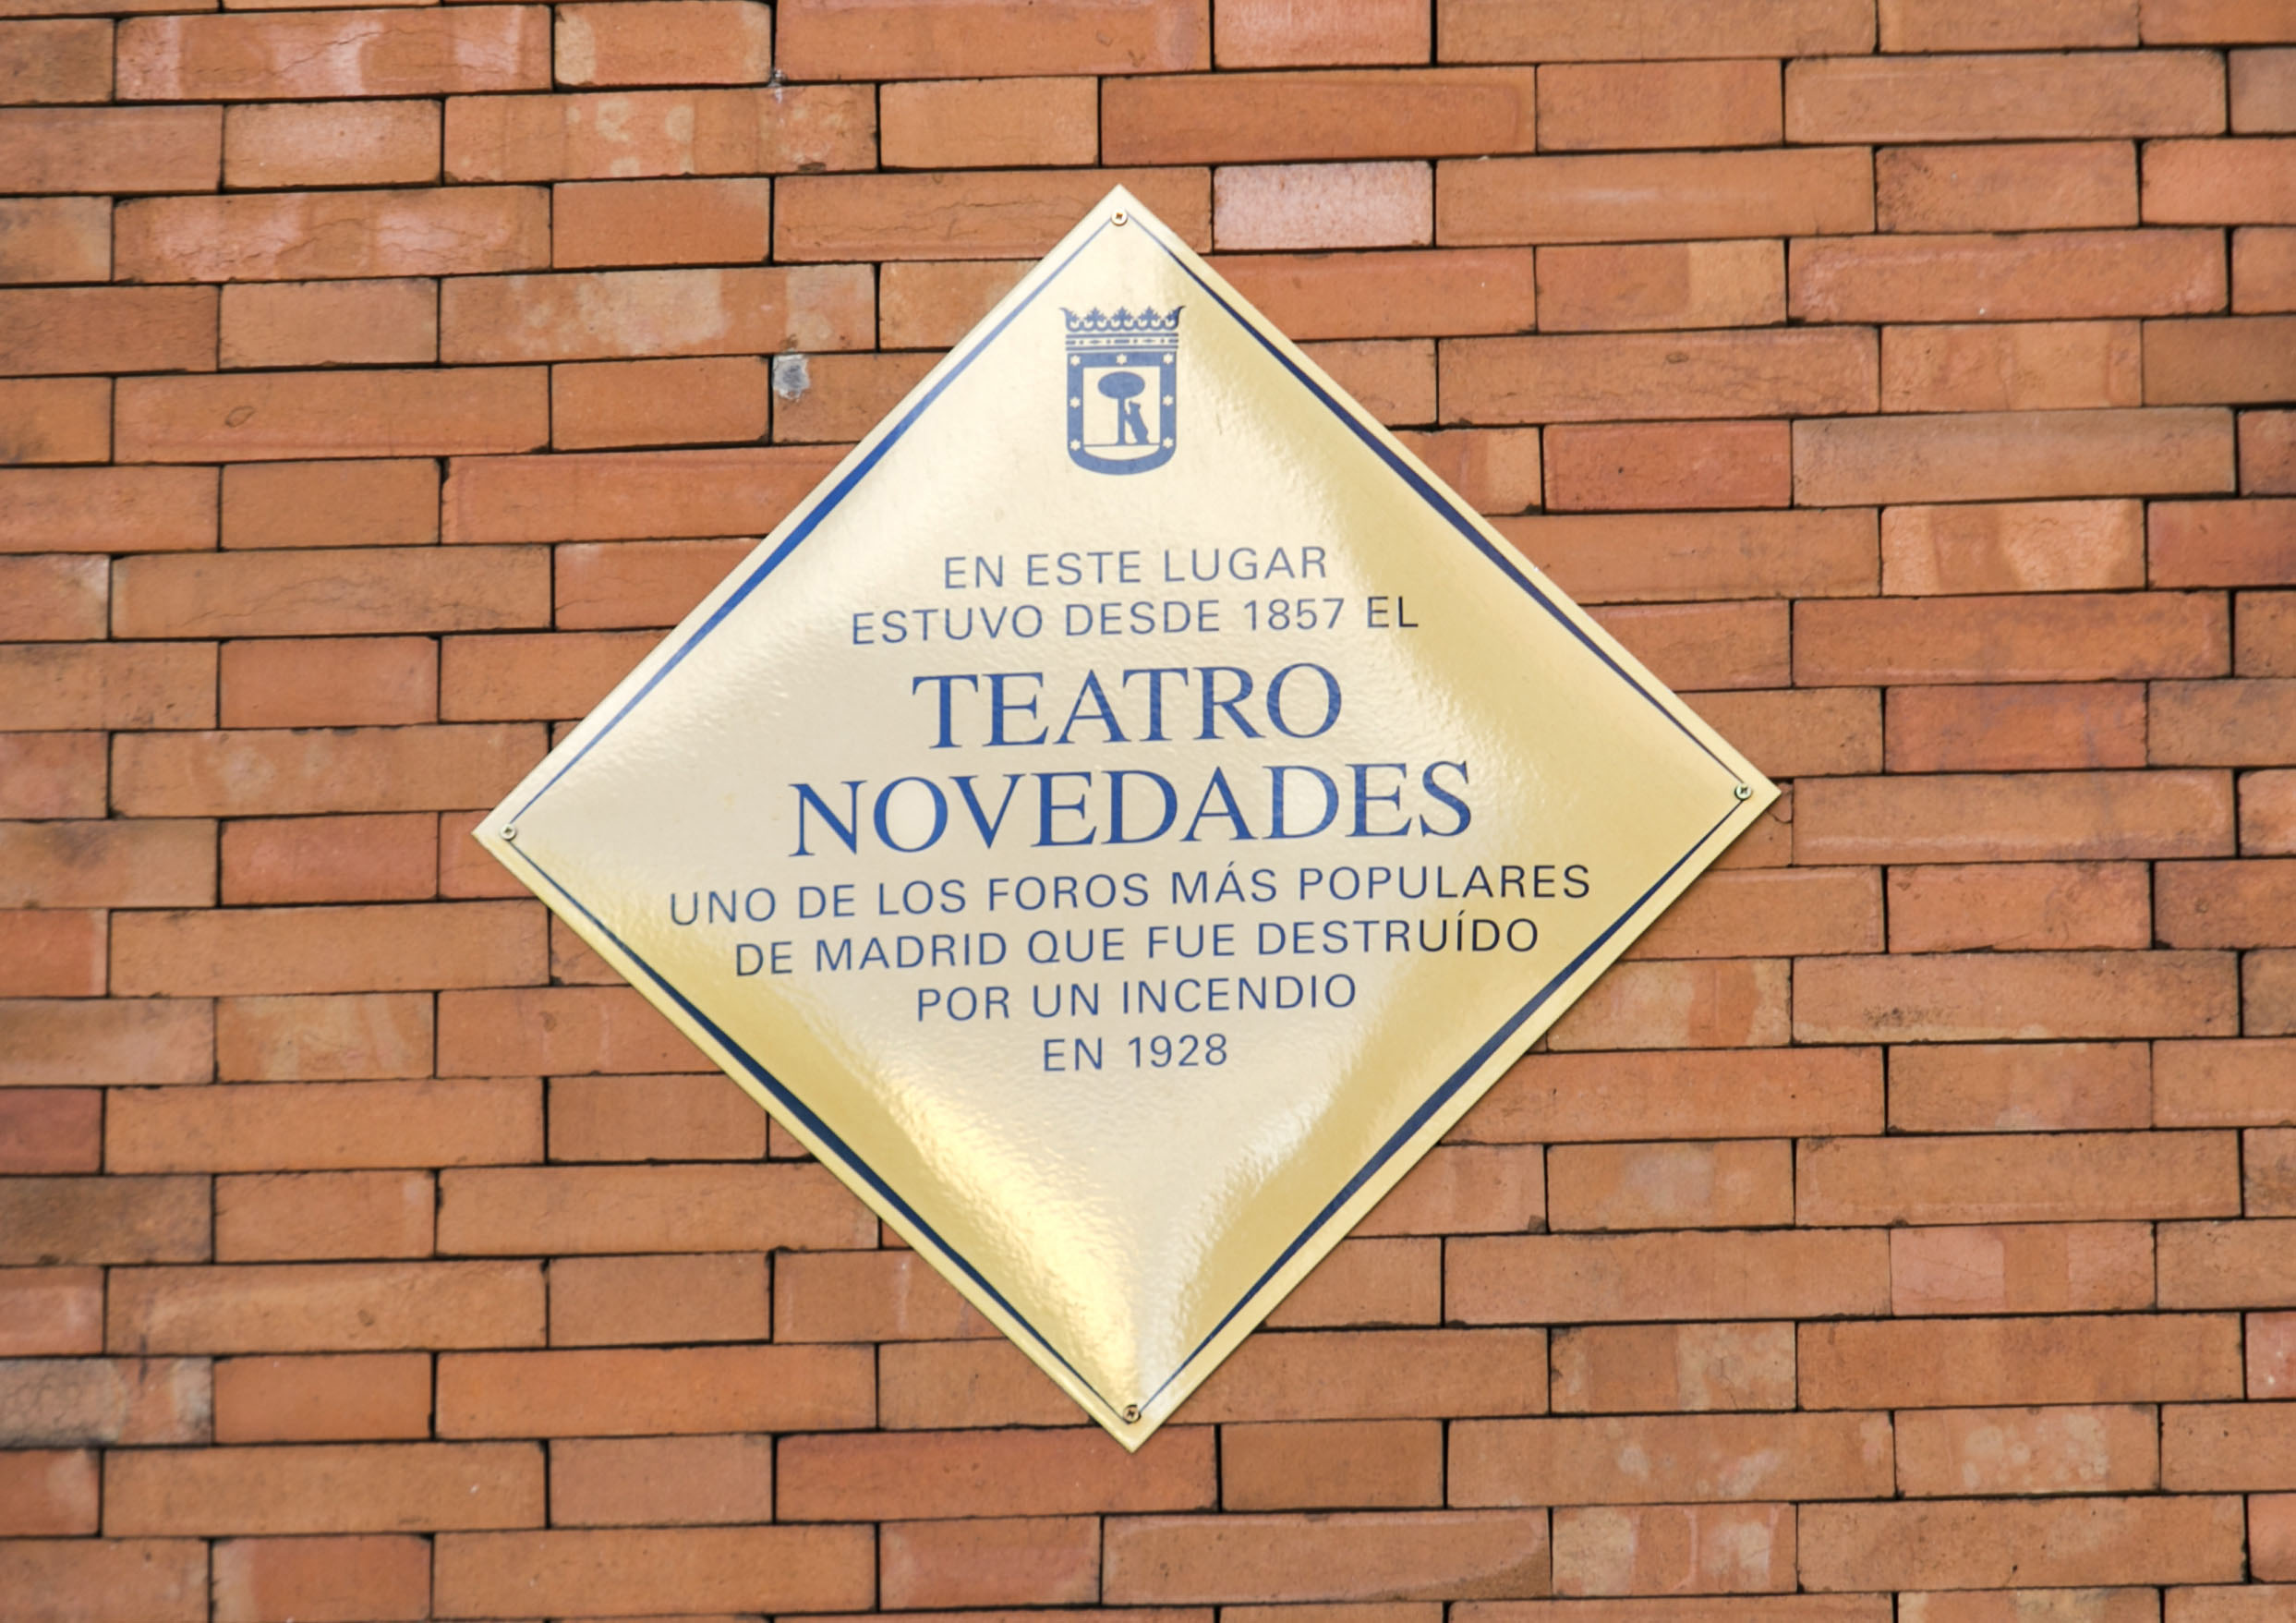 EN ESTE LUGAR
ESTUVO DESDE 1857 EL
TEATRO
NOVEDADES
UNO DE LOS FOROS MÁS POPULARES
DE MADRID QUE FUE DESTRUÍDO
POR UN INCENDIO
EN 1928